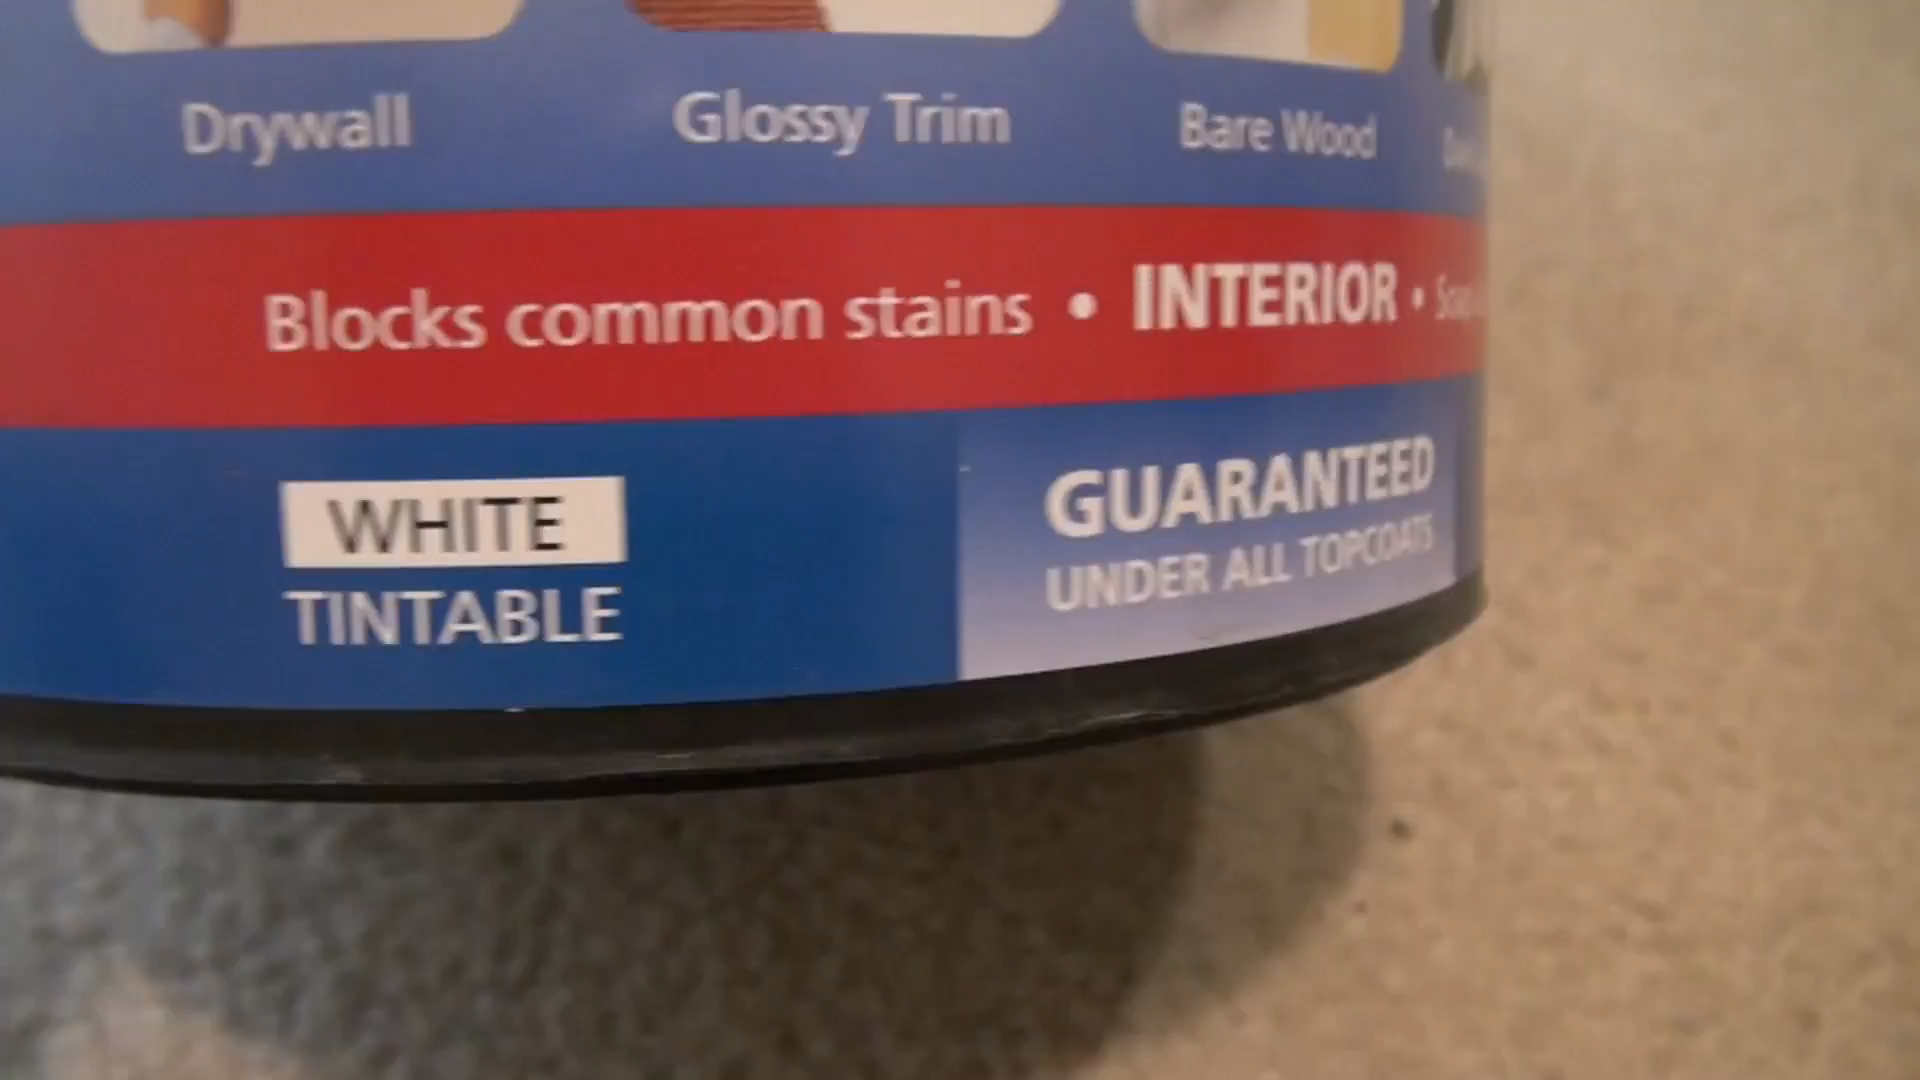 Drywall Glossy Trim Bare Wood
Blocks common stains • INTERIOR •
WHITE
TINTABLE
GUARANTEED
UNDER ALL TOPCOATS